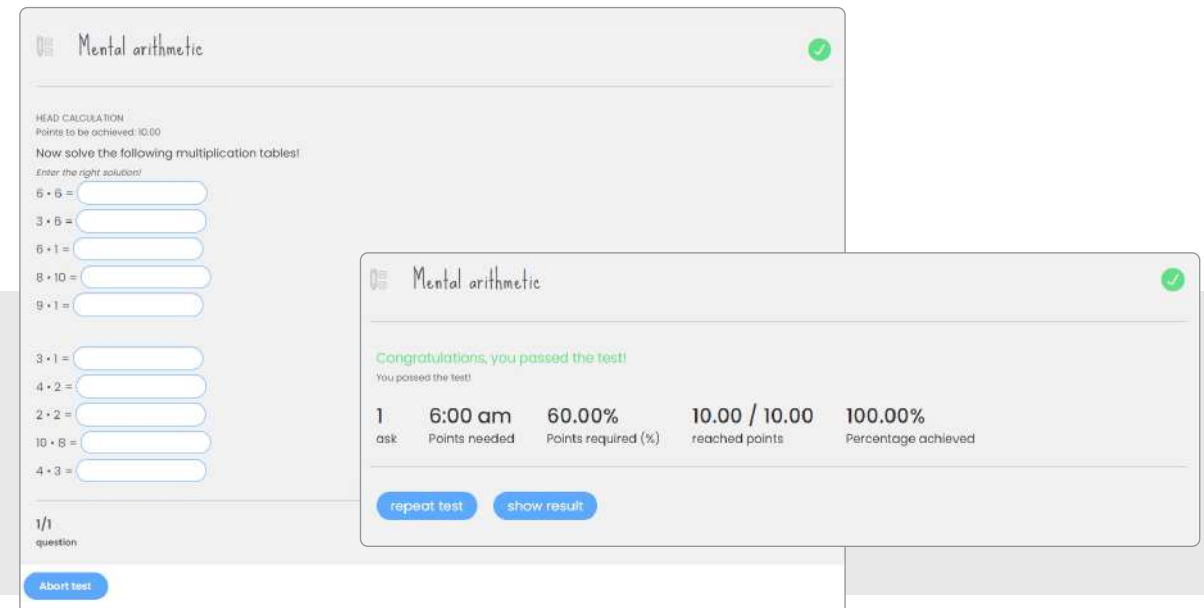 Mental arithmetic
HEAD CALCULATION
Points to be achieved: 10.00
Now solve the following multiplication tables!
Enter the right solution!
6 • 6 =
3 • 6 =
6 • 1 =
8 • 10 =
9 • 1 =
3 • 1 =
4 • 2 =
2 • 2 =
10 • 8 =
4 • 3 =
1/1
question
Abort test
Mental arithmetic
Congratulations, you passed the test!
You passed the test!
1 6:00 am 60.00% 10.00 / 10.00 100.00%
ask Points needed Points required (%) reached points Percentage achieved
repeat test show result